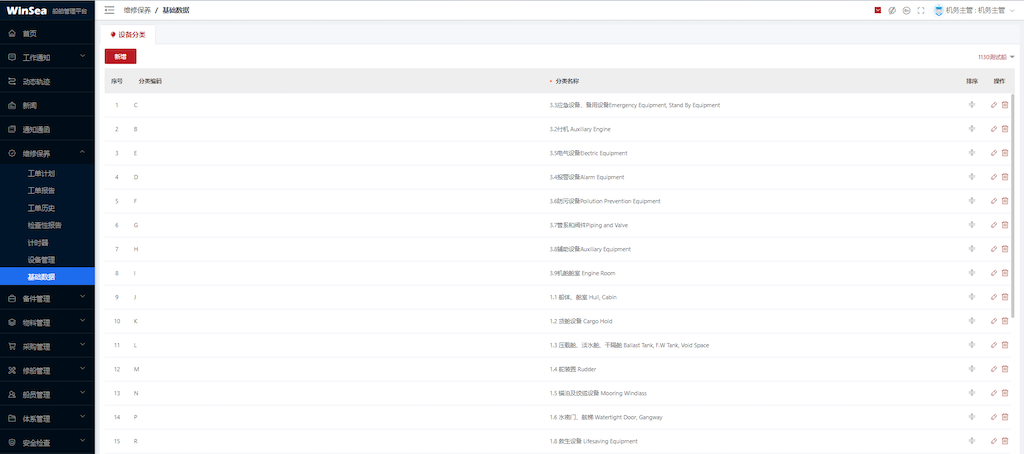 WinSea 船舶管理平台
维修保养 / 基础数据
机务主管 : 机务主管
首页
工作通知
动态轨迹
新闻
通知通函
维修保养
工单计划
工单报告
工单历史
检查性报告
计时器
设备管理
基础数据
备件管理
物料管理
采购管理
修船管理
船员管理
体系管理
安全检查
设备分类
新增
1130测试船
序号 分类编码 * 分类名称 排序 操作
1 C 3.3应急设备、备用设备Emergency Equipment, Stand By Equipment
2 B 3.2付机 Auxiliary Engine
3 E 3.5电气设备Electric Equipment
4 D 3.4报警设备Alarm Equipment
5 F 3.6防污设备Pollution Prevention Equipment
6 G 3.7管系和阀件Piping and Valve
7 H 3.8辅助设备Auxiliary Equipment
8 I 3.9机舱舱室 Engine Room
9 J 1.1 船体、舱室 Hull, Cabin
10 K 1.2 货舱设备 Cargo Hold
11 L 1.3 压载舱、淡水舱、干隔舱 Ballast Tank, F.W Tank, Void Space
12 M 1.4 舵装置 Rudder
13 N 1.5 锚泊及绞缆设备 Mooring Windlass
14 P 1.6 水密门、舷梯 Watertight Door, Gangway
15 R 1.8 救生设备 Lifesaving Equipment